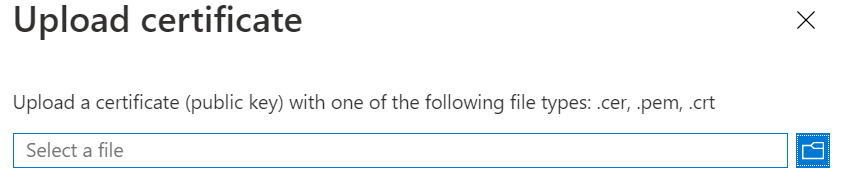 Upload certificate
Upload a certificate (public key) with one of the following file types: .cer, .pem, .crt
Select a file